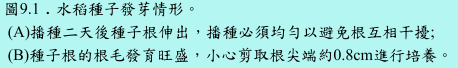 圖9.1．水稻種子發芽情形。
(A)播種二天後種子根伸出，播種必須均勻以避免根互相干擾;
(B)種子根的根毛發育旺盛，小心剪取根尖端約0.8cm進行培養。